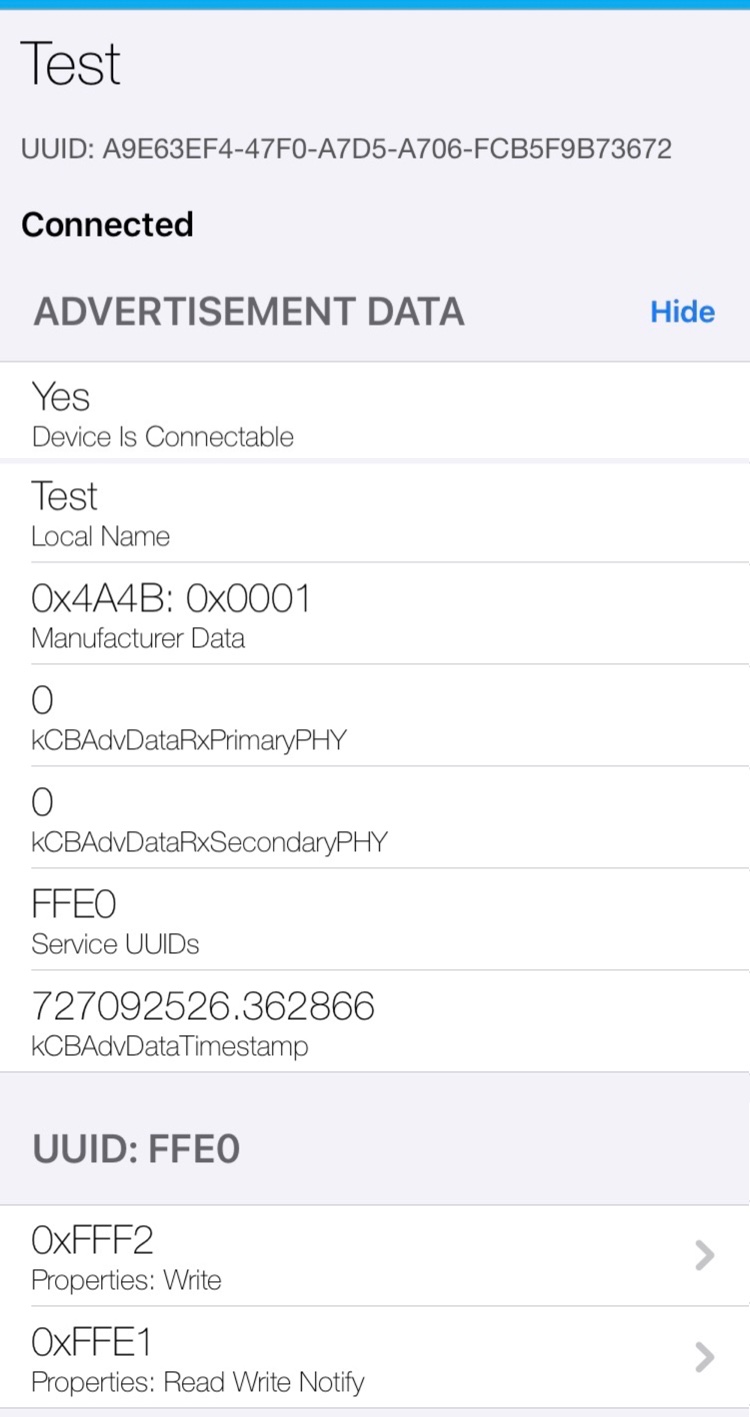 Test
UUID: A9E63EF4-47F0-A7D5-A706-FCB5F9B73672
Connected
ADVERTISEMENT DATA Hide
Yes
Device Is Connectable
Test
Local Name
0x4A4B: 0x0001
Manufacturer Data
0
kCBAdvDataRxPrimaryPHY
0
kCBAdvDataRxSecondaryPHY
FFE0
Service UUIDs
727092526.362866
kCBAdvDataTimestamp
UUID: FFE0
0xFFF2
Properties: Write
0xFFE1
Properties: Read Write Notify